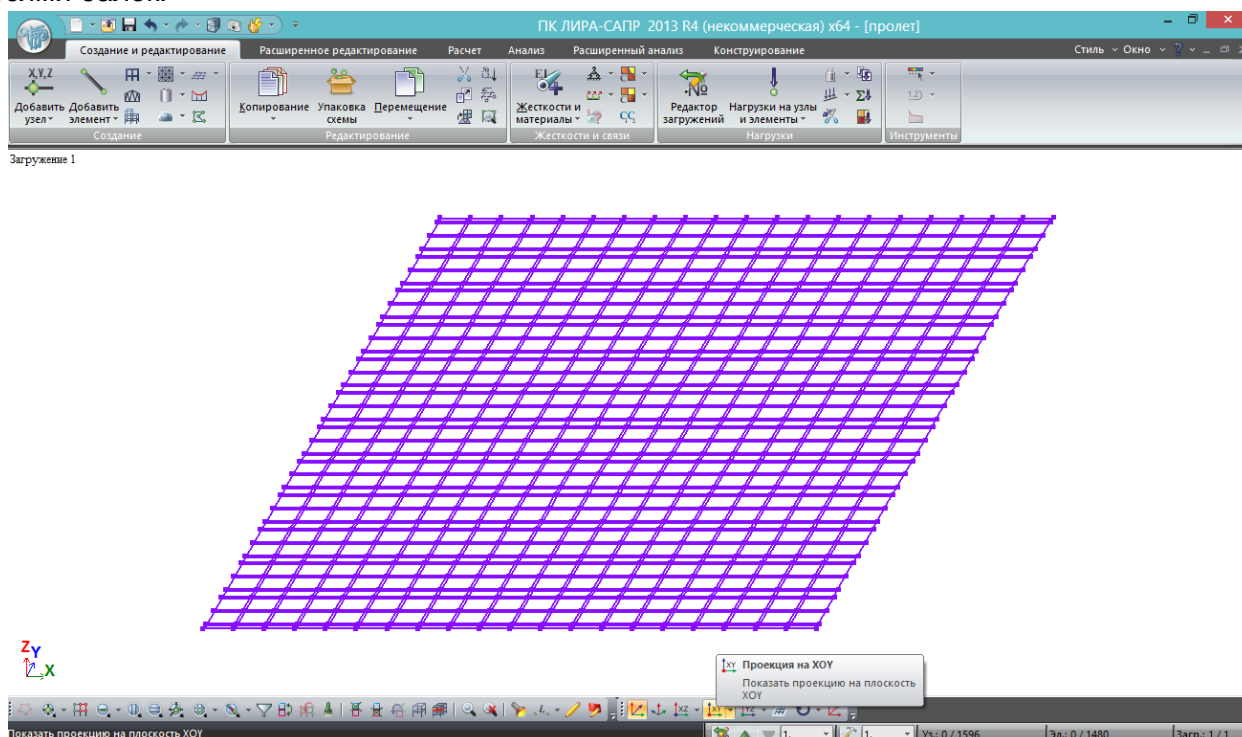 ПК ЛИРА-САПР 2013 R4 (некоммерческая) x64 - [пролет]
Создание и редактирование Расширенное редактирование Расчет Анализ Расширенный анализ Конструирование Стиль Окно
X,Y,Z
Добавить узел
Добавить элемент
Создание
Копирование
Упаковка схемы
Перемещение
Редактирование
Жесткости и материалы
Жесткости и связи
Редактор загружений
Нагрузки на узлы и элементы
Нагрузки
Инструменты
Загружение 1
Z
Y
X
XY Проекция на XOY
Показать проекцию на плоскость
XOY
Показать проекцию на плоскость XOY
1.
1.
Уз.: 0 / 1596
Эл.: 0 / 1480
Загр.: 1 / 1